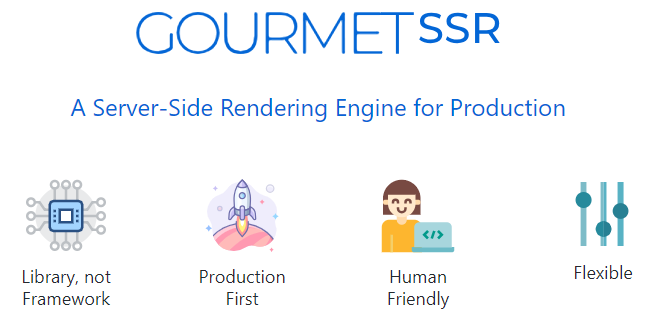 GOURMET SSR
A Server-Side Rendering Engine for Production
Library, not
Framework
Production
First
</>
Human
Friendly
Flexible